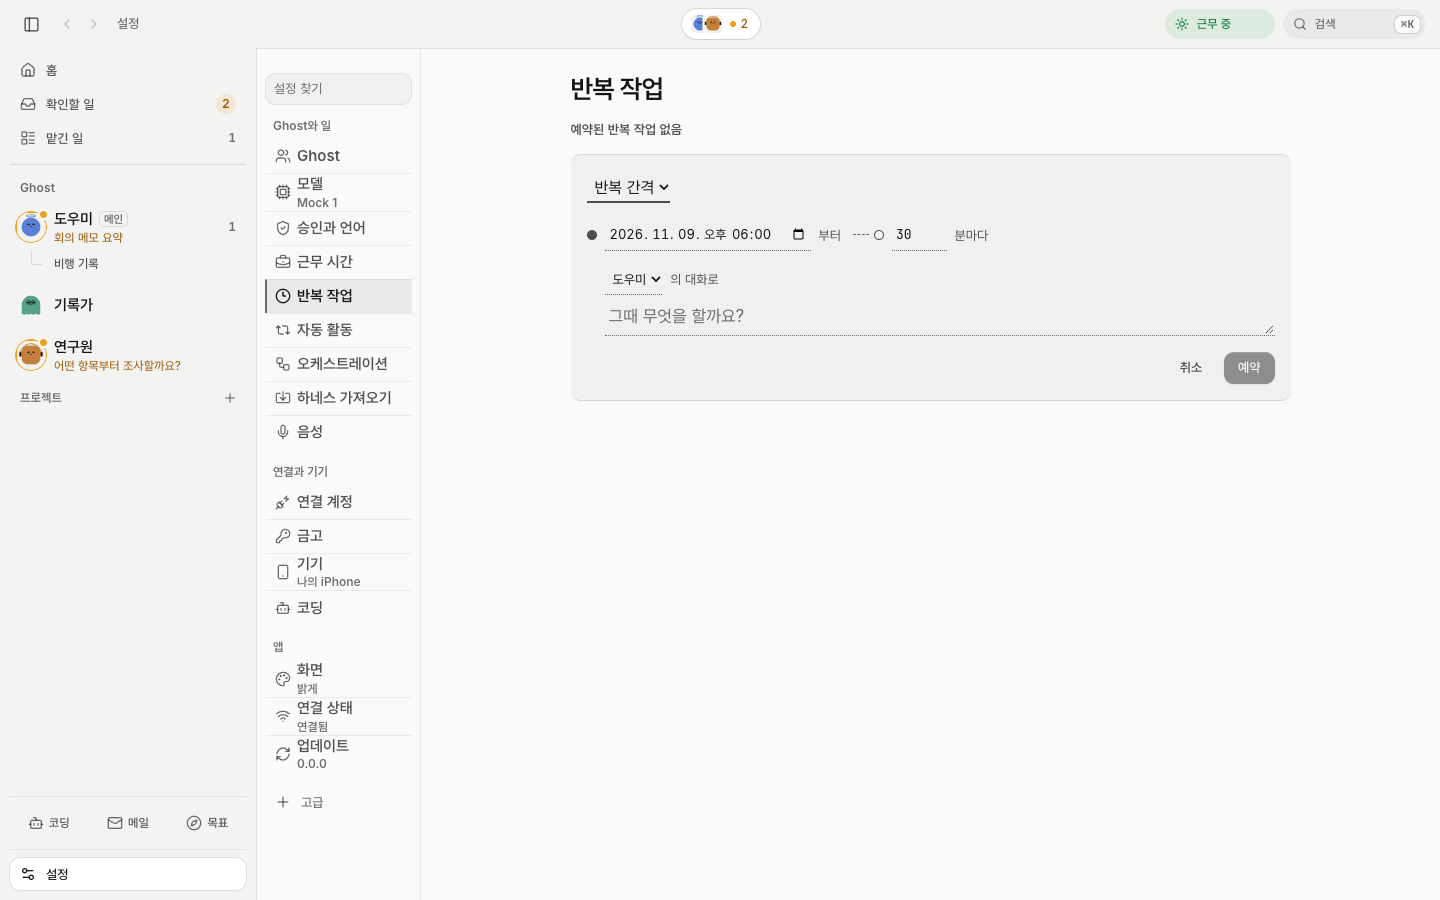 설정
2
근무 중
검색
⌘K
홈
확인할 일
2
맡긴 일
1
Ghost
도우미 메인
회의 메모 요약
1
비행 기록
기록가
연구원
어떤 항목부터 조사할까요?
프로젝트
코딩
메일
목표
설정
설정 찾기
Ghost와 일
Ghost
모델
Mock 1
승인과 언어
근무 시간
반복 작업
자동 활동
오케스트레이션
하네스 가져오기
음성
연결과 기기
연결 계정
금고
기기
나의 iPhone
코딩
앱
화면
밝게
연결 상태
연결됨
업데이트
0.0.0
고급
반복 작업
예약된 반복 작업 없음
반복 간격
2026. 11. 09. 오후 06:00 부터 30 분마다
도우미 의 대화로
그때 무엇을 할까요?
취소
예약